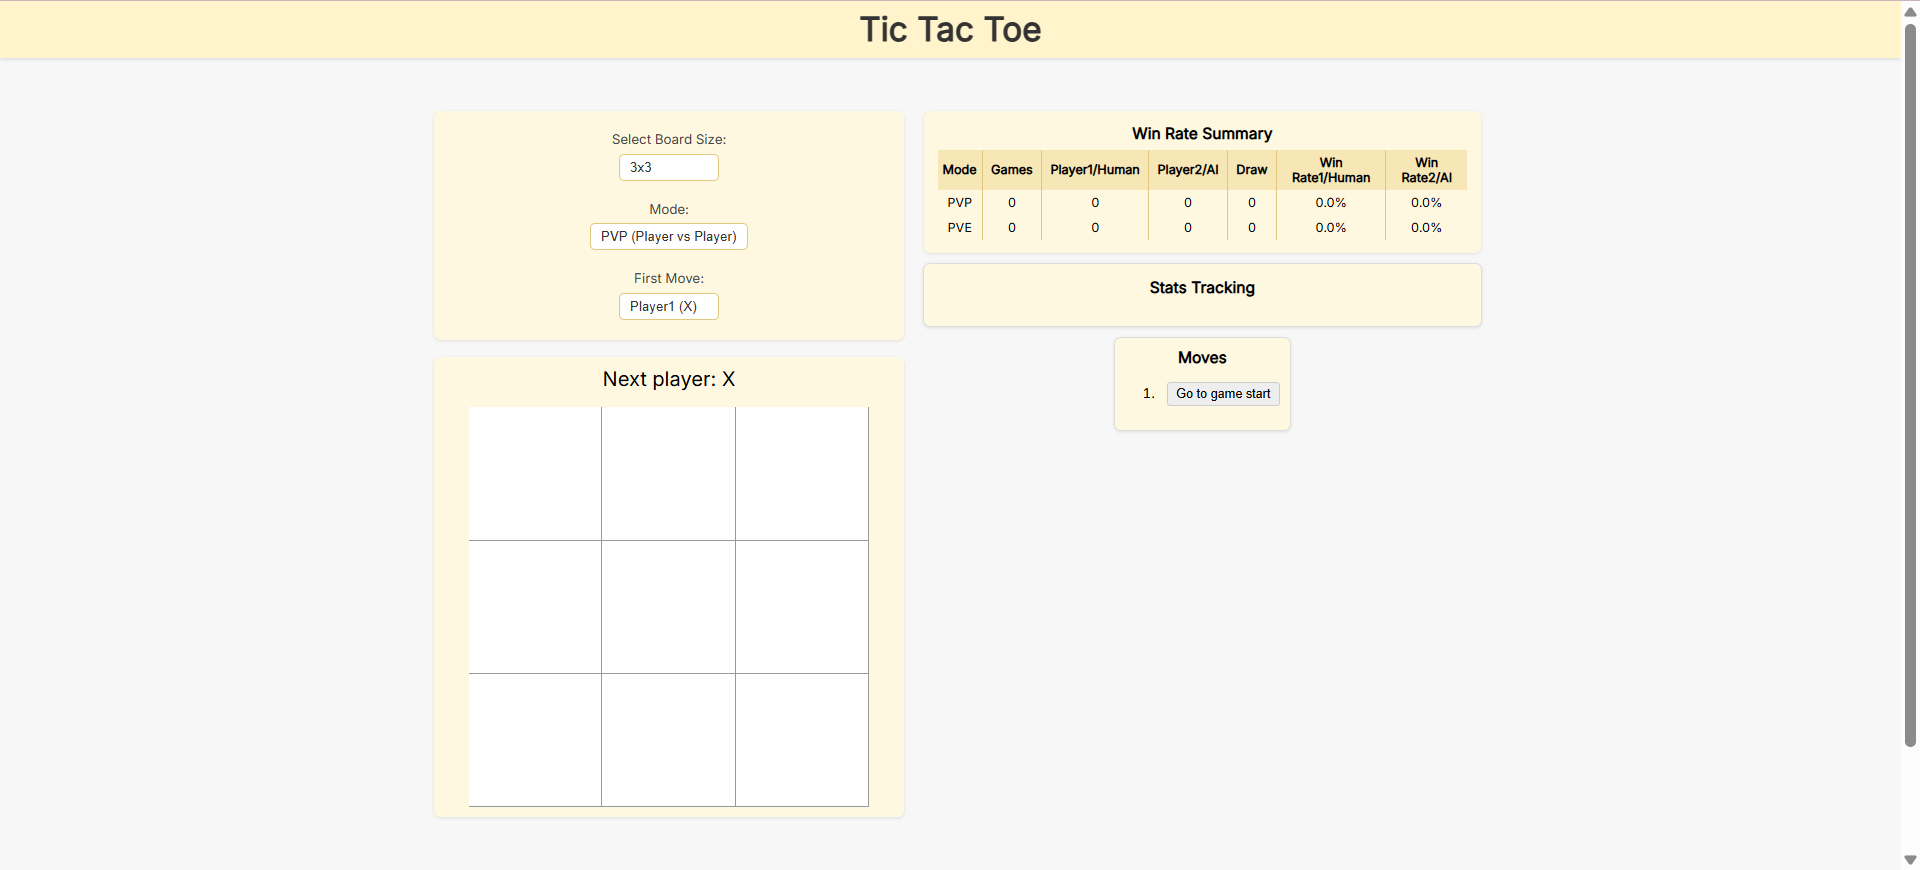 Tic Tac Toe
Select Board Size:
3x3
Mode:
PVP (Player vs Player)
First Move:
Player1 (X)
Next player: X
Win Rate Summary
Mode Games Player1/Human Player2/AI Draw Win Rate1/Human Win Rate2/AI
PVP 0 0 0 0 0.0% 0.0%
PVE 0 0 0 0 0.0% 0.0%
Stats Tracking
Moves
1. Go to game start